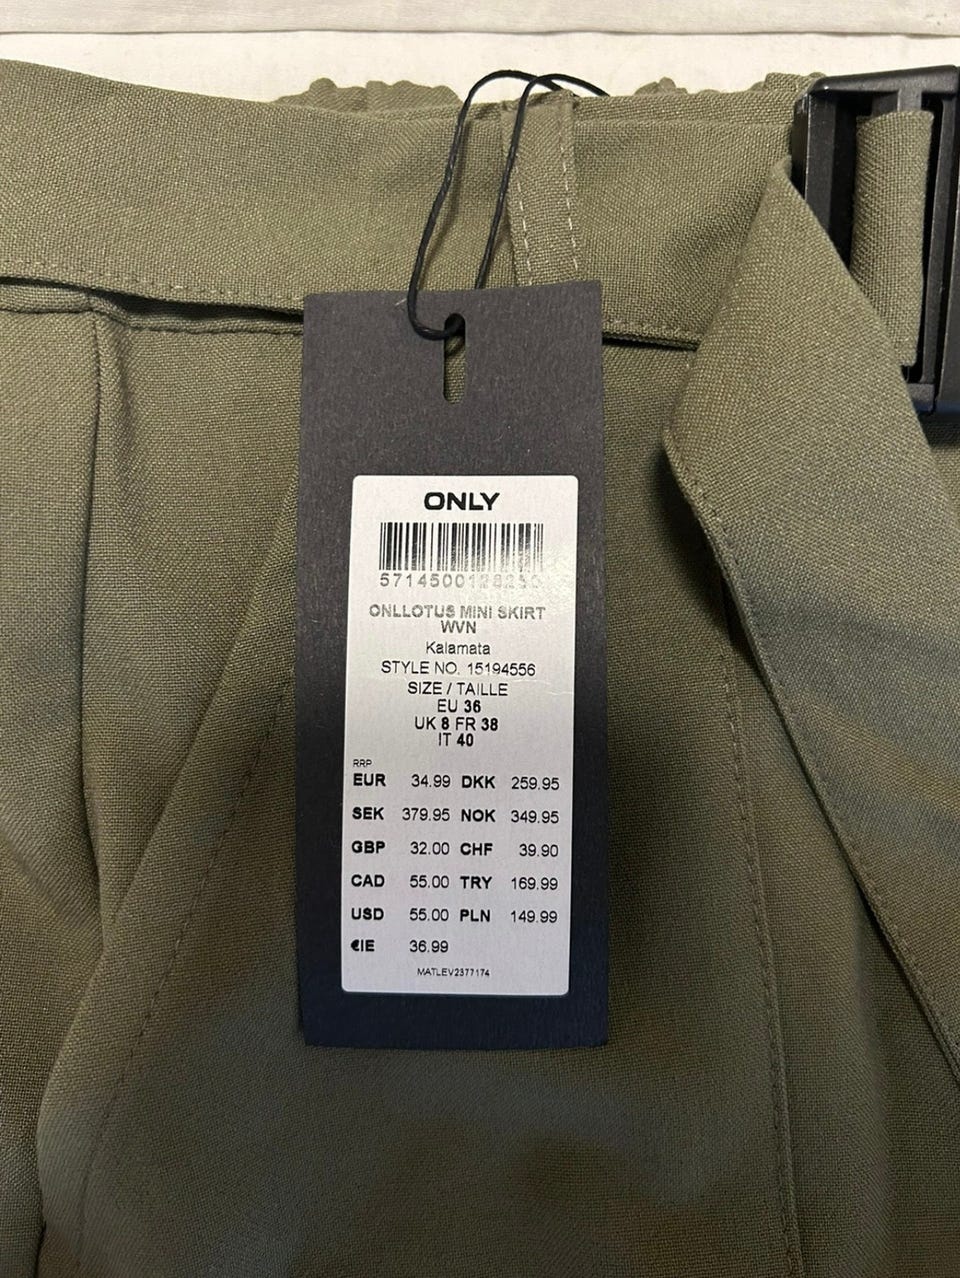 ONLY
ONLLOTUS MINI SKIRT
WVN
Kalamata
STYLE NO. 15194556
SIZE / TAILLE
EU 36
UK 8 FR 38
IT 40
RRP
EUR 34.99 DKK 259.95
SEK 379.95 NOK 349.95
GBP 32.00 CHF 39.90
CAD 55.00 TRY 169.99
USD 55.00 PLN 149.99
€IE 36.99
MATLEV2377174